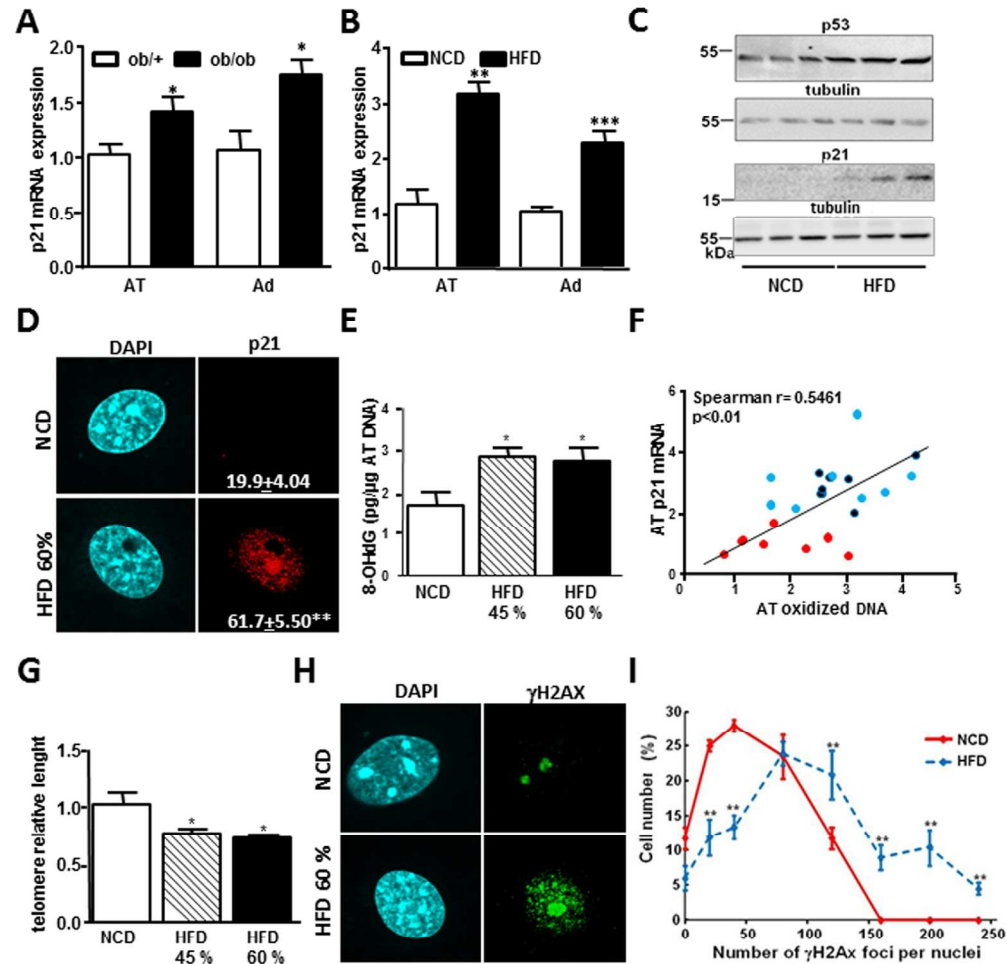 A
p21 mRNA expression
2.0
1.5
1.0
0.5
0.0
ob/+ ob/ob
*
*
AT Ad
B
p21 mRNA expression
4
3
2
1
0
NCD HFD
**
***
AT Ad
C
p53
55
tubulin
55
p21
15
tubulin
55
kDa
NCD HFD
D
DAPI p21
NCD
19.9±4.04
HFD 60%
61.7±5.50**
E
8-OHdG (pg/µg AT DNA)
4
3
2
1
0
*
*
NCD HFD HFD
45 % 60 %
F
Spearman r= 0.5461
p<0.01
AT p21 mRNA
6
4
2
0
0 1 2 3 4 5
AT oxidized DNA
G
telomere relative lenght
1.5
1.0
0.5
0.0
*
*
NCD HFD HFD
45 % 60 %
H
DAPI γH2AX
NCD
HFD 60 %
I
Cell number (%)
30
25
20
15
10
5
0
NCD
HFD
**
**
**
**
**
**
0 50 100 150 200 250
Number of γH2Ax foci per nuclei